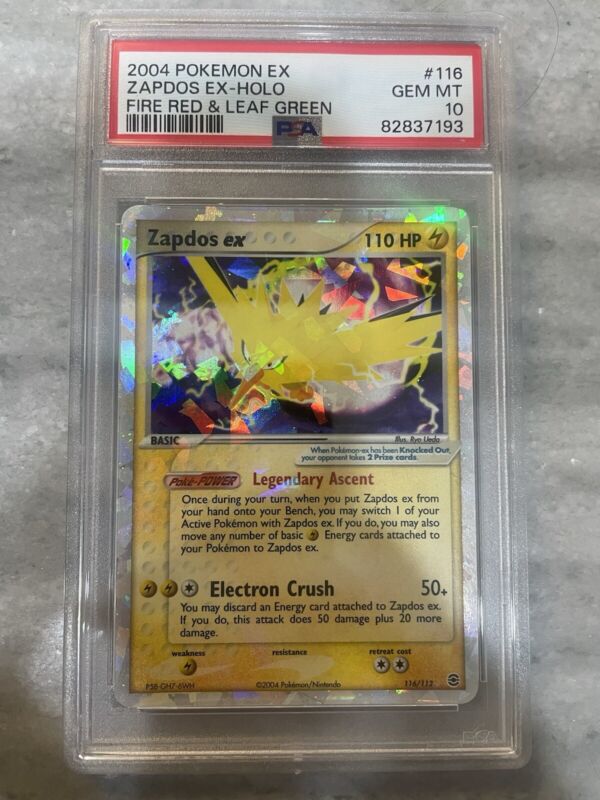 2004 POKEMON EX #116
ZAPDOS EX-HOLO GEM MT
FIRE RED & LEAF GREEN 10
PSA 82837193
Zapdos ex 110 HP
BASIC Illus. Ryo Ueda
When Pokémon-ex has been Knocked Out,
your opponent takes 2 Prize cards.
Poké-POWER Legendary Ascent
Once during your turn, when you put Zapdos ex from
your hand onto your Bench, you may switch 1 of your
Active Pokémon with Zapdos ex. If you do, you may also
move any number of basic Energy cards attached to
your Pokémon to Zapdos ex.
Electron Crush 50+
You may discard an Energy card attached to Zapdos ex.
If you do, this attack does 50 damage plus 20 more
damage.
weakness resistance retreat cost
P5B-GH7-6WH ©2004 Pokémon/Nintendo 116/112